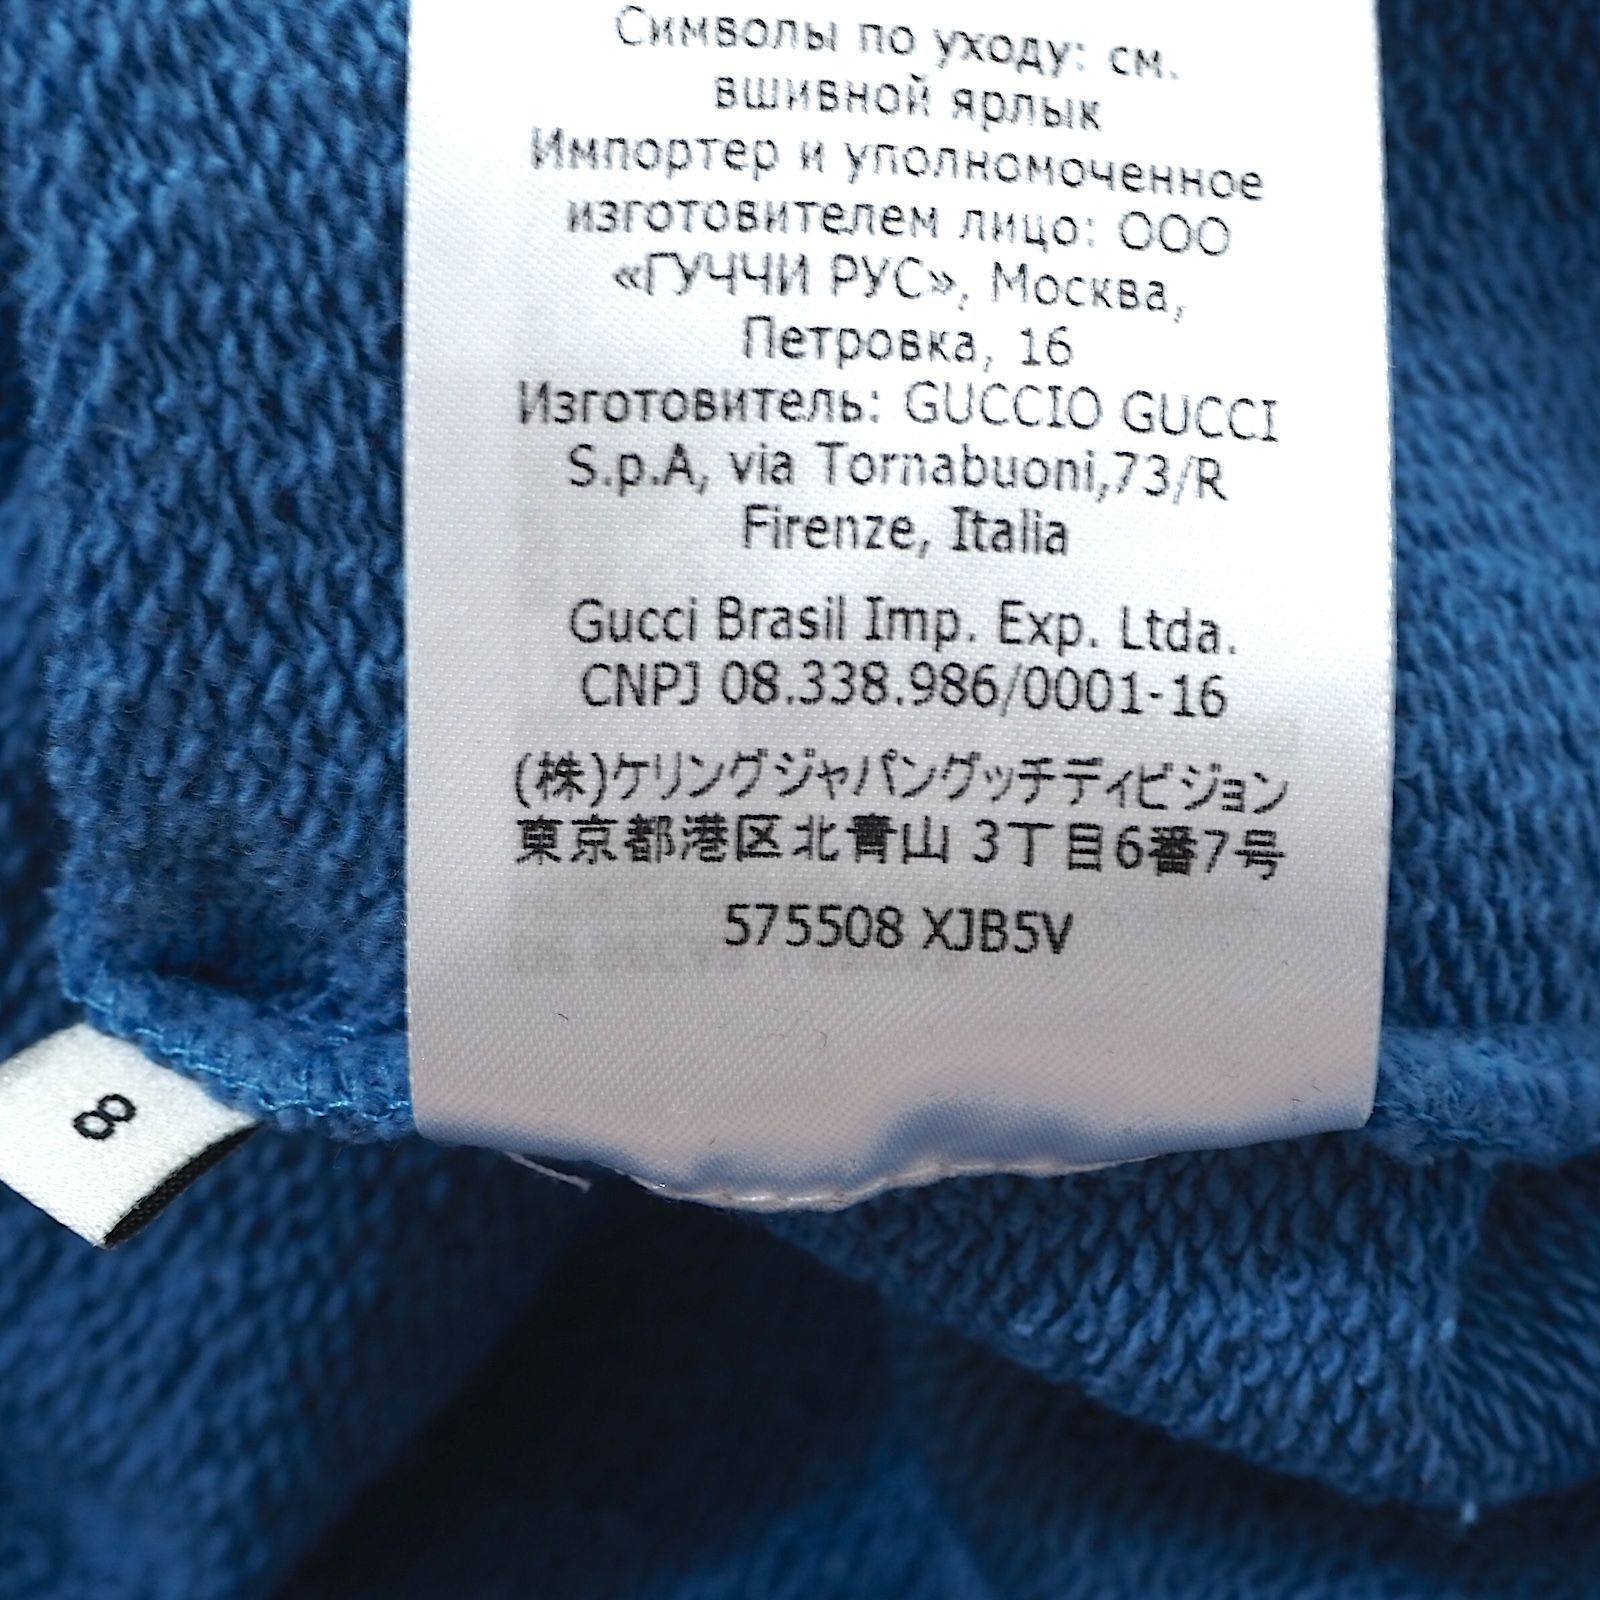 Символы по уходу: см.
вшивной ярлык
Импортер и уполномоченное
изготовителем лицо: ООО
«ГУЧЧИ РУС», Москва,
Петровка, 16
Изготовитель: GUCCIO GUCCI
S.p.A, via Tornabuoni,73/R
Firenze, Italia
Gucci Brasil Imp. Exp. Ltda.
CNPJ 08.338.986/0001-16
(株)ケリングジャパングッチディビジョン
東京都港区北青山 3丁目6番7号
575508 XJB5V
8